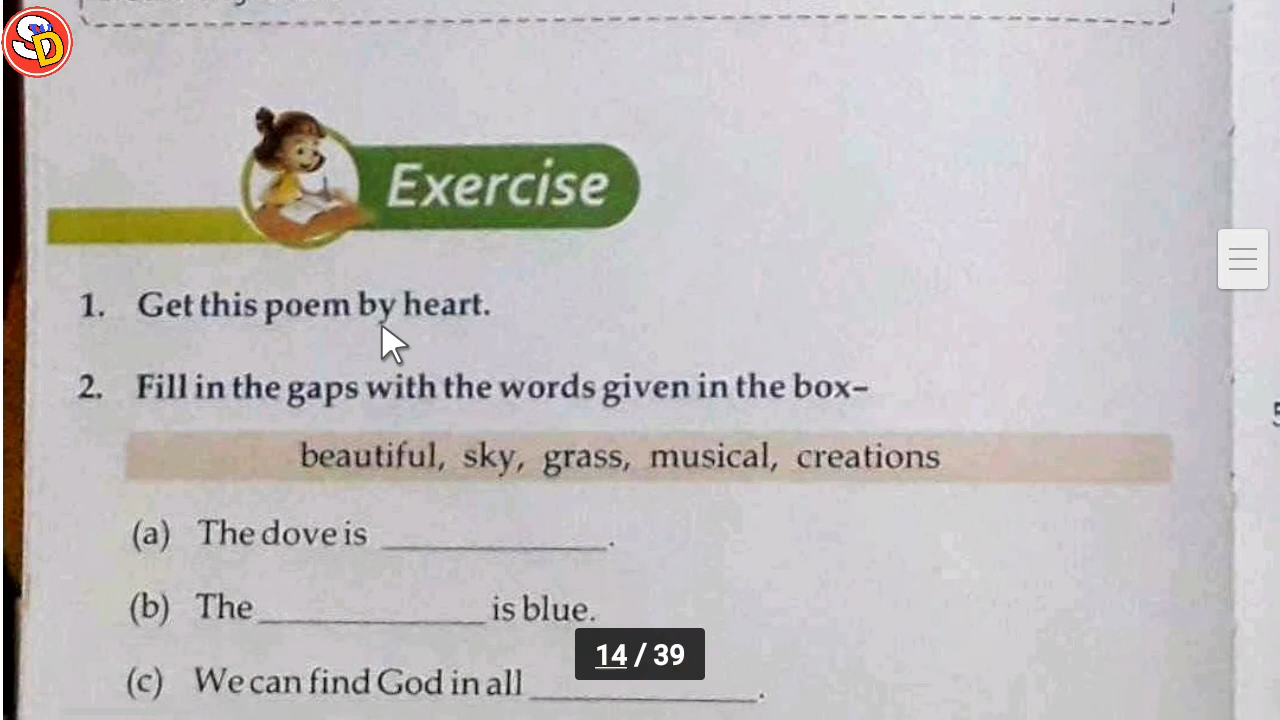 SD
Exercise
1. Get this poem by heart.
2. Fill in the gaps with the words given in the box–
beautiful, sky, grass, musical, creations
(a) The dove is ____________.
(b) The ____________ is blue.
14 / 39
(c) We can find God in all ____________.